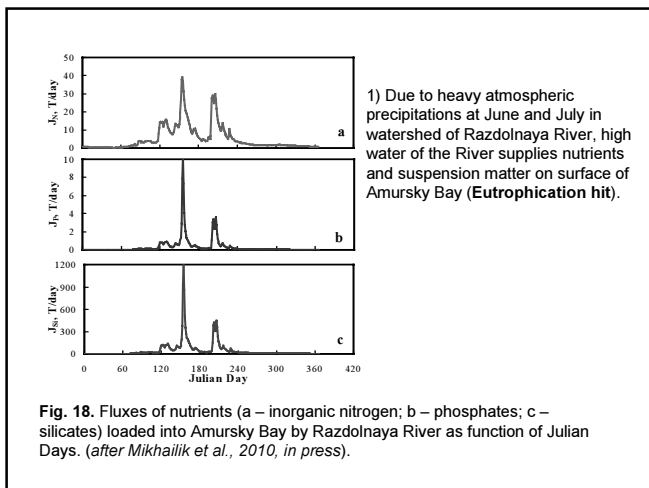 50
40
30
20
10
0
J_N, T/day
a
10
8
6
4
2
0
J_P, T/day
b
1200
900
600
300
0
J_Si, T/day
c
0 60 120 180 240 300 360 420
Julian Day
1) Due to heavy atmospheric
precipitations at June and July in
watershed of Razdolnaya River, high
water of the River supplies nutrients
and suspension matter on surface of
Amursky Bay (Eutrophication hit).
Fig. 18. Fluxes of nutrients (a – inorganic nitrogen; b – phosphates; c –
silicates) loaded into Amursky Bay by Razdolnaya River as function of Julian
Days. (after Mikhailik et al., 2010, in press).